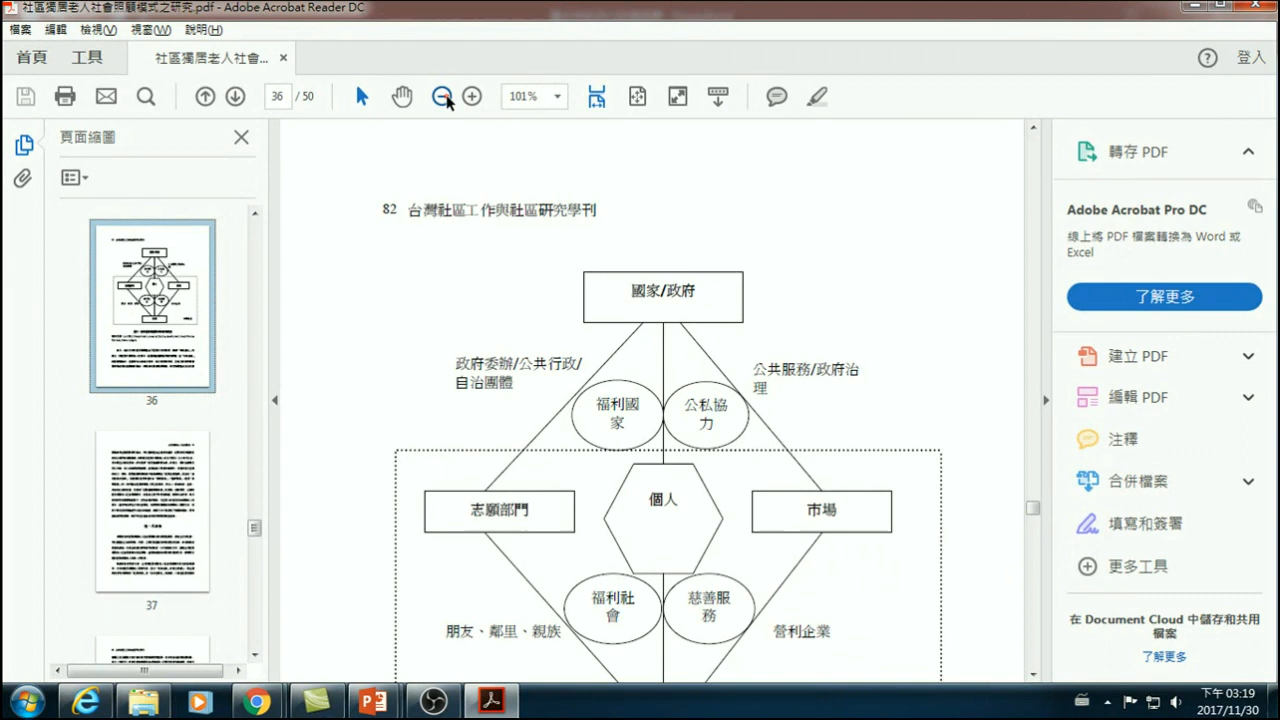 社區獨居老人社會照顧模式之研究.pdf - Adobe Acrobat Reader DC
檔案 編輯 檢視(V) 視窗(W) 說明(H)
首頁 工具 社區獨居老人社會... × 登入
36 / 50 101%
頁面縮圖
36
37
82 台灣社區工作與社區研究學刊
國家/政府
政府委辦/公共行政/
自治團體
公共服務/政府治
理
福利國
家
公私協
力
志願部門
個人
市場
福利社
會
慈善服
務
朋友、鄰里、親族
營利企業
轉存 PDF
Adobe Acrobat Pro DC
線上將 PDF 檔案轉換為 Word 或
Excel
了解更多
建立 PDF
編輯 PDF
注釋
合併檔案
填寫和簽署
更多工具
在 Document Cloud 中儲存和共用
檔案
了解更多
下午 03:19
2017/11/30